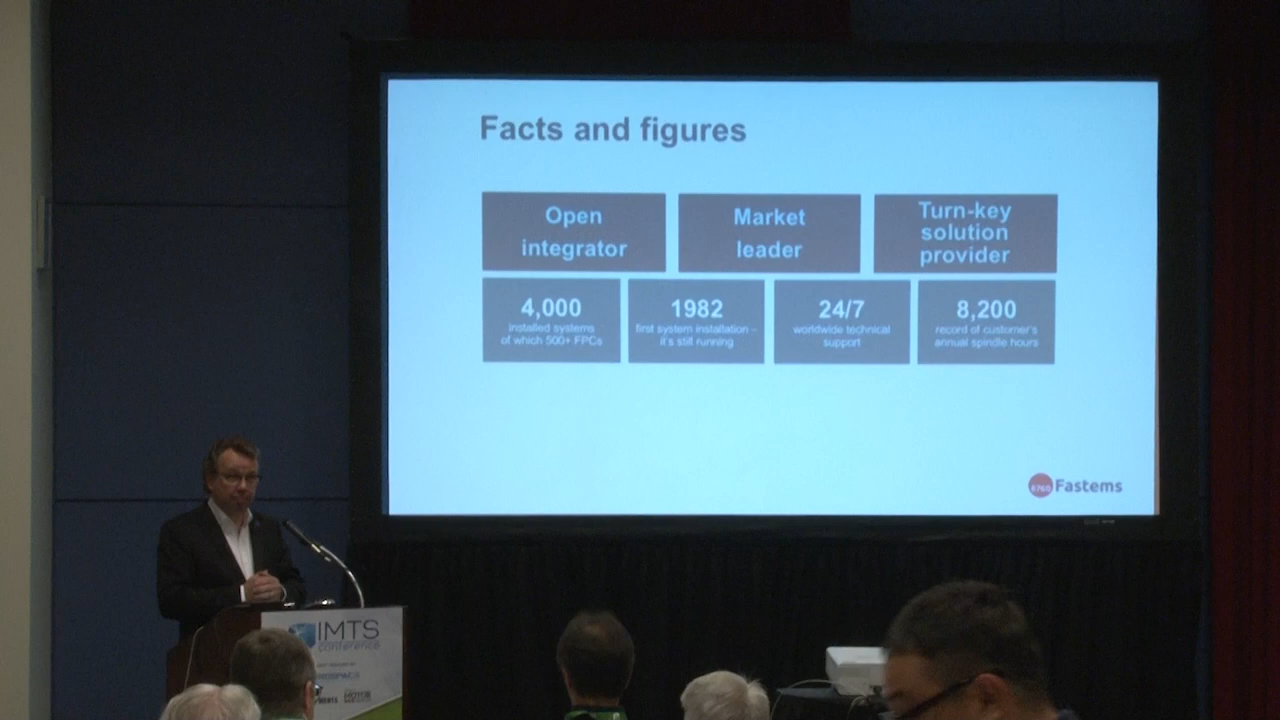 Facts and figures
Open
integrator
Market
leader
Turn-key
solution
provider
4,000
installed systems
of which 500+ FPCs
1982
first system installation –
it's still running
24/7
worldwide technical
support
8,200
record of customer's
annual spindle hours
8760 Fastems
IMTS
conference